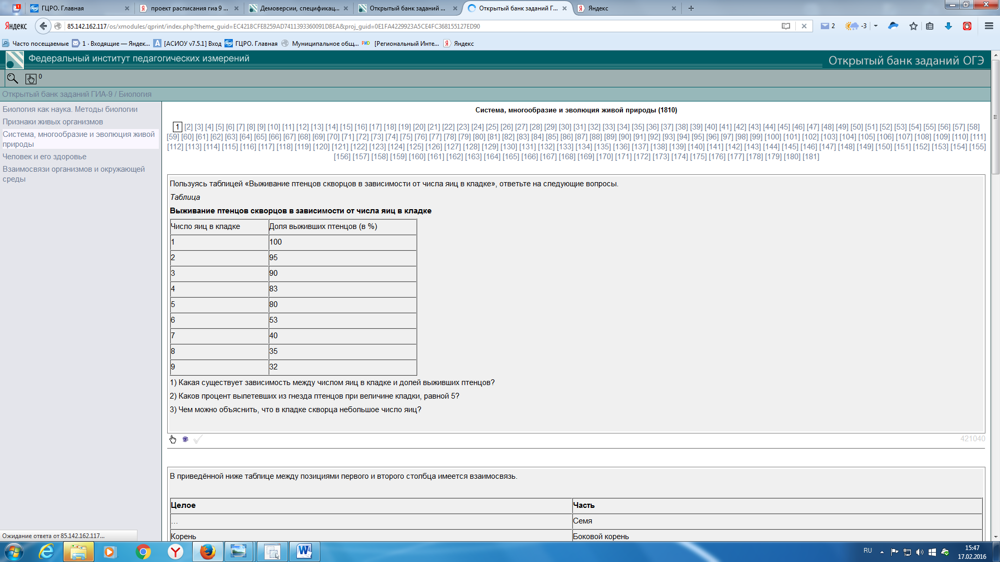 ГЦРО. Главная
проект расписания гиа 9 ...
Демоверсии, спецификац...
Открытый банк заданий ...
Открытый банк заданий Г...
Яндекс
Яндекс
85.142.162.117/os/xmodules/qprint/index.php?theme_guid=EC4218CFE8259AD7411393360091D8EA&proj_guid=0E1FA4229923A5CE4FC368155127ED90
2
-3
Часто посещаемые
1 · Входящие — Яндек...
[АСИОУ v7.5.1] Вход
ГЦРО. Главная
Муниципальное общ...
РИД [Региональный Инте...
Яндекс
Федеральный институт педагогических измерений
Открытый банк заданий ОГЭ
0
Открытый банк заданий ГИА-9 / Биология
Биология как наука. Методы биологии
Признаки живых организмов
Система, многообразие и эволюция живой
природы
Человек и его здоровье
Взаимосвязи организмов и окружающей
среды
Система, многообразие и эволюция живой природы (1810)
1 [2] [3] [4] [5] [6] [7] [8] [9] [10] [11] [12] [13] [14] [15] [16] [17] [18] [19] [20] [21] [22] [23] [24] [25] [26] [27] [28] [29] [30] [31] [32] [33] [34] [35] [36] [37] [38] [39] [40] [41] [42] [43] [44] [45] [46] [47] [48] [49] [50] [51] [52] [53] [54] [55] [56] [57] [58]
[59] [60] [61] [62] [63] [64] [65] [66] [67] [68] [69] [70] [71] [72] [73] [74] [75] [76] [77] [78] [79] [80] [81] [82] [83] [84] [85] [86] [87] [88] [89] [90] [91] [92] [93] [94] [95] [96] [97] [98] [99] [100] [101] [102] [103] [104] [105] [106] [107] [108] [109] [110] [111]
[112] [113] [114] [115] [116] [117] [118] [119] [120] [121] [122] [123] [124] [125] [126] [127] [128] [129] [130] [131] [132] [133] [134] [135] [136] [137] [138] [139] [140] [141] [142] [143] [144] [145] [146] [147] [148] [149] [150] [151] [152] [153] [154] [155]
[156] [157] [158] [159] [160] [161] [162] [163] [164] [165] [166] [167] [168] [169] [170] [171] [172] [173] [174] [175] [176] [177] [178] [179] [180] [181]
Пользуясь таблицей «Выживание птенцов скворцов в зависимости от числа яиц в кладке», ответьте на следующие вопросы.
Таблица
Выживание птенцов скворцов в зависимости от числа яиц в кладке
Число яиц в кладке Доля выживших птенцов (в %)
1 100
2 95
3 90
4 83
5 80
6 53
7 40
8 35
9 32
1) Какая существует зависимость между числом яиц в кладке и долей выживших птенцов?
2) Каков процент вылетевших из гнезда птенцов при величине кладки, равной 5?
3) Чем можно объяснить, что в кладке скворца небольшое число яиц?
421040
В приведённой ниже таблице между позициями первого и второго столбца имеется взаимосвязь.
Целое Часть
... Семя
Корень Боковой корень
Ожидание ответа от 85.142.162.117...
RU
15:47
17.02.2016